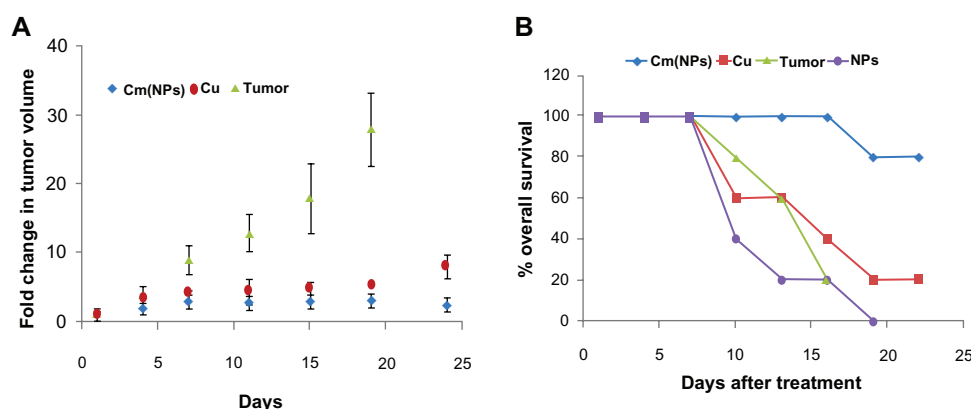 A
Fold change in tumor volume
40
30
20
10
0
Cm(NPs) Cu Tumor
0 5 10 15 20 25
Days
B
% overall survival
Cm(NPs) Cu Tumor NPs
120
100
80
60
40
20
0
0 5 10 15 20 25
Days after treatment